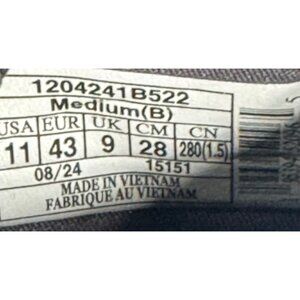 1204241B522
Medium(B)
USA EUR UK CM CN
11 43 9 28 280(1.5)
08/24 15151
MADE IN VIETNAM
FABRIQUE AU VIETNAM